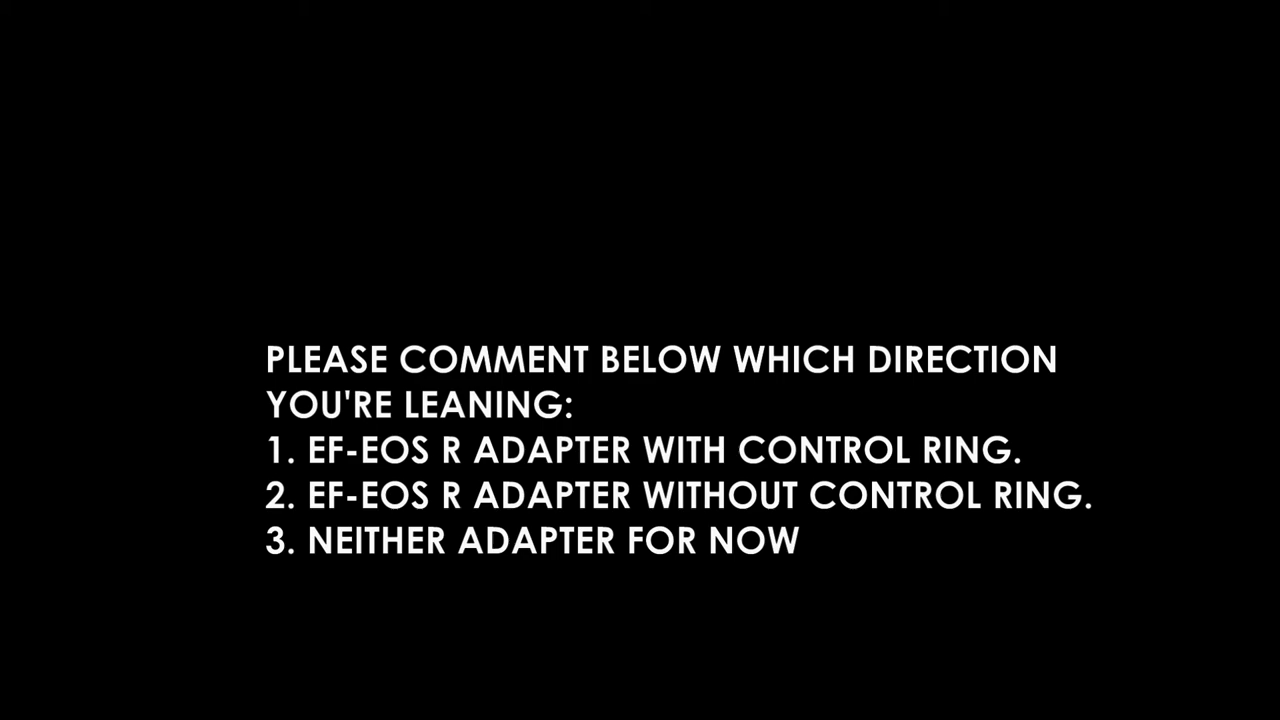 PLEASE COMMENT BELOW WHICH DIRECTION
YOU'RE LEANING:
1. EF-EOS R ADAPTER WITH CONTROL RING.
2. EF-EOS R ADAPTER WITHOUT CONTROL RING.
3. NEITHER ADAPTER FOR NOW